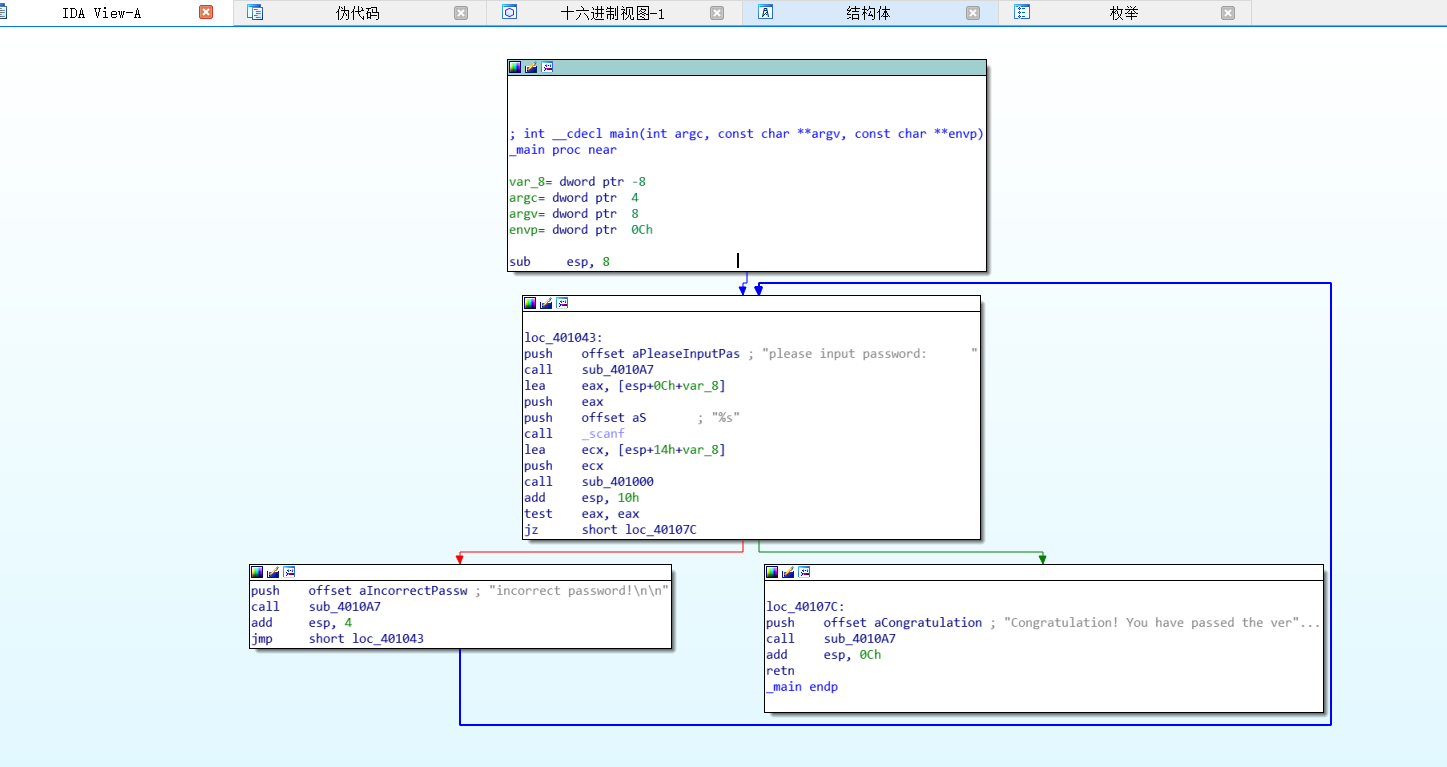 IDA View-A 伪代码 十六进制视图-1 结构体 枚举
; int __cdecl main(int argc, const char **argv, const char **envp)
_main proc near
var_8= dword ptr -8
argc= dword ptr  4
argv= dword ptr  8
envp= dword ptr  0Ch
sub     esp, 8
loc_401043:
push    offset aPleaseInputPas ; "please input password:      "
call    sub_4010A7
lea     eax, [esp+0Ch+var_8]
push    eax
push    offset aS       ; "%s"
call    _scanf
lea     ecx, [esp+14h+var_8]
push    ecx
call    sub_401000
add     esp, 10h
test    eax, eax
jz      short loc_40107C
push    offset aIncorrectPassw ; "incorrect password!\n\n"
call    sub_4010A7
add     esp, 4
jmp     short loc_401043
loc_40107C:
push    offset aCongratulation ; "Congratulation! You have passed the ver"...
call    sub_4010A7
add     esp, 0Ch
retn
_main endp